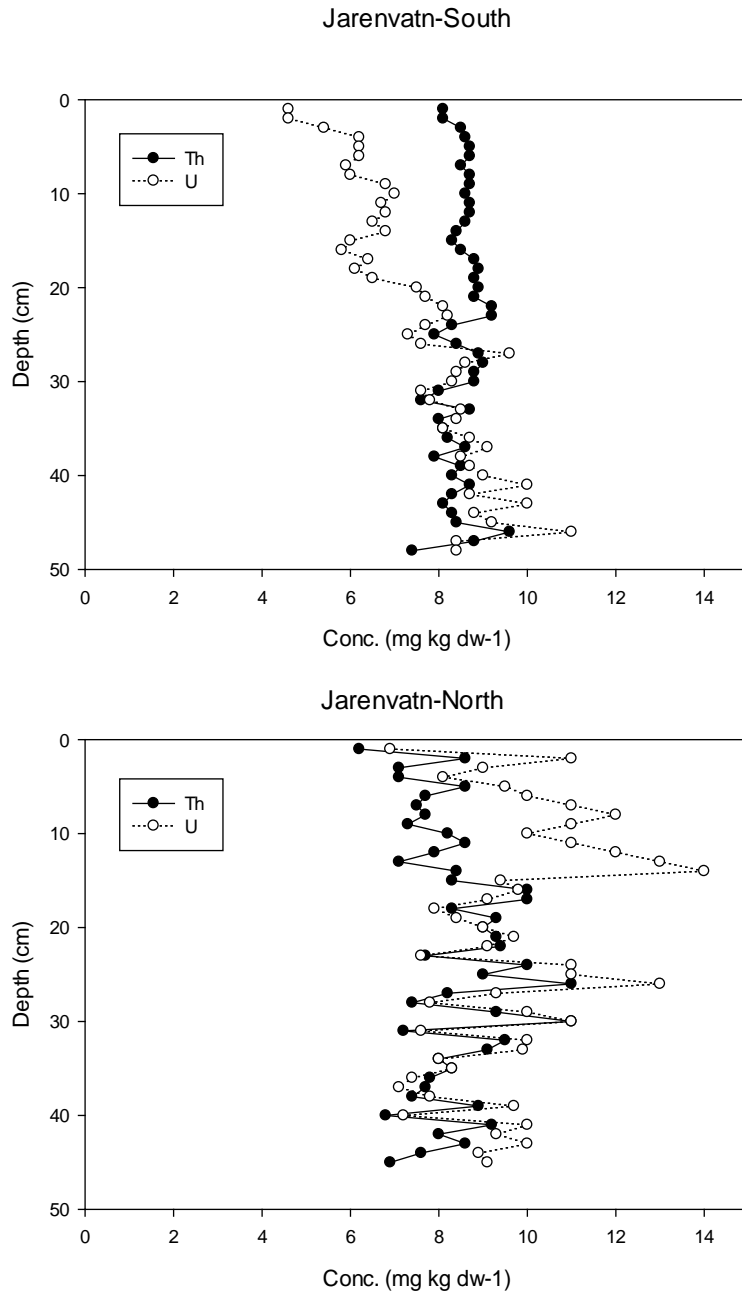 Jarenvatn-South
0
10
20
30
40
50
Depth (cm)
Th
U
0 2 4 6 8 10 12 14
Conc. (mg kg dw-1)
Jarenvatn-North
0
10
20
30
40
50
Depth (cm)
Th
U
0 2 4 6 8 10 12 14
Conc. (mg kg dw-1)